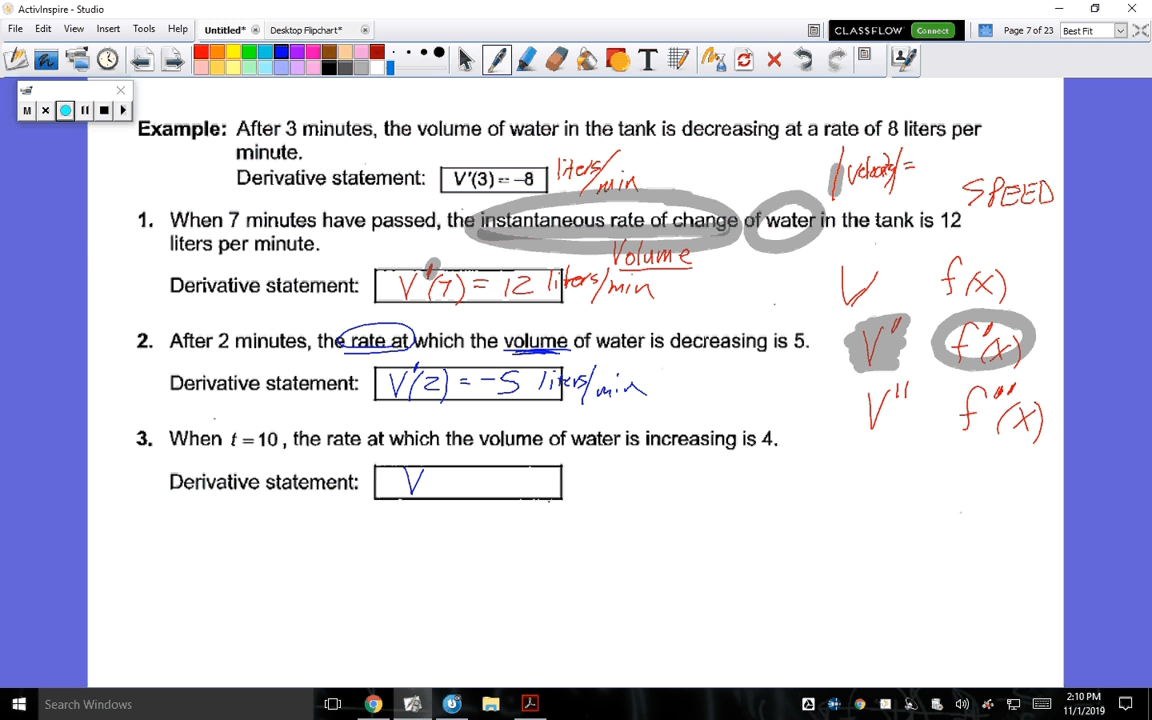 ActivInspire - Studio
File Edit View Insert Tools Help Untitled* Desktop Flipchart* CLASSFLOW Connect Page 7 of 23 Best Fit
M
Example: After 3 minutes, the volume of water in the tank is decreasing at a rate of 8 liters per
minute.
Derivative statement: V'(3) = −8 liters/min |velocity| =
SPEED
1. When 7 minutes have passed, the instantaneous rate of change of water in the tank is 12
liters per minute.
Volume
Derivative statement: V'(7) = 12 liters/min V f(x)
2. After 2 minutes, the rate at which the volume of water is decreasing is 5. V' f'(x)
Derivative statement: V'(2) = -5 liters/min V'' f''(x)
3. When t = 10 , the rate at which the volume of water is increasing is 4.
Derivative statement: V
Search Windows
2:10 PM
11/1/2019